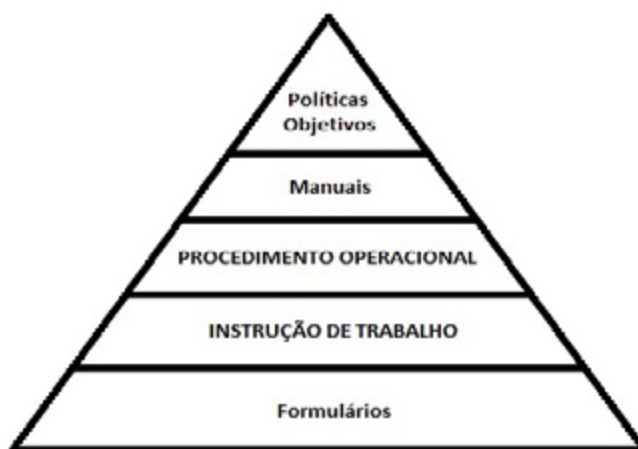 Políticas
Objetivos
Manuais
PROCEDIMENTO OPERACIONAL
INSTRUÇÃO DE TRABALHO
Formulários